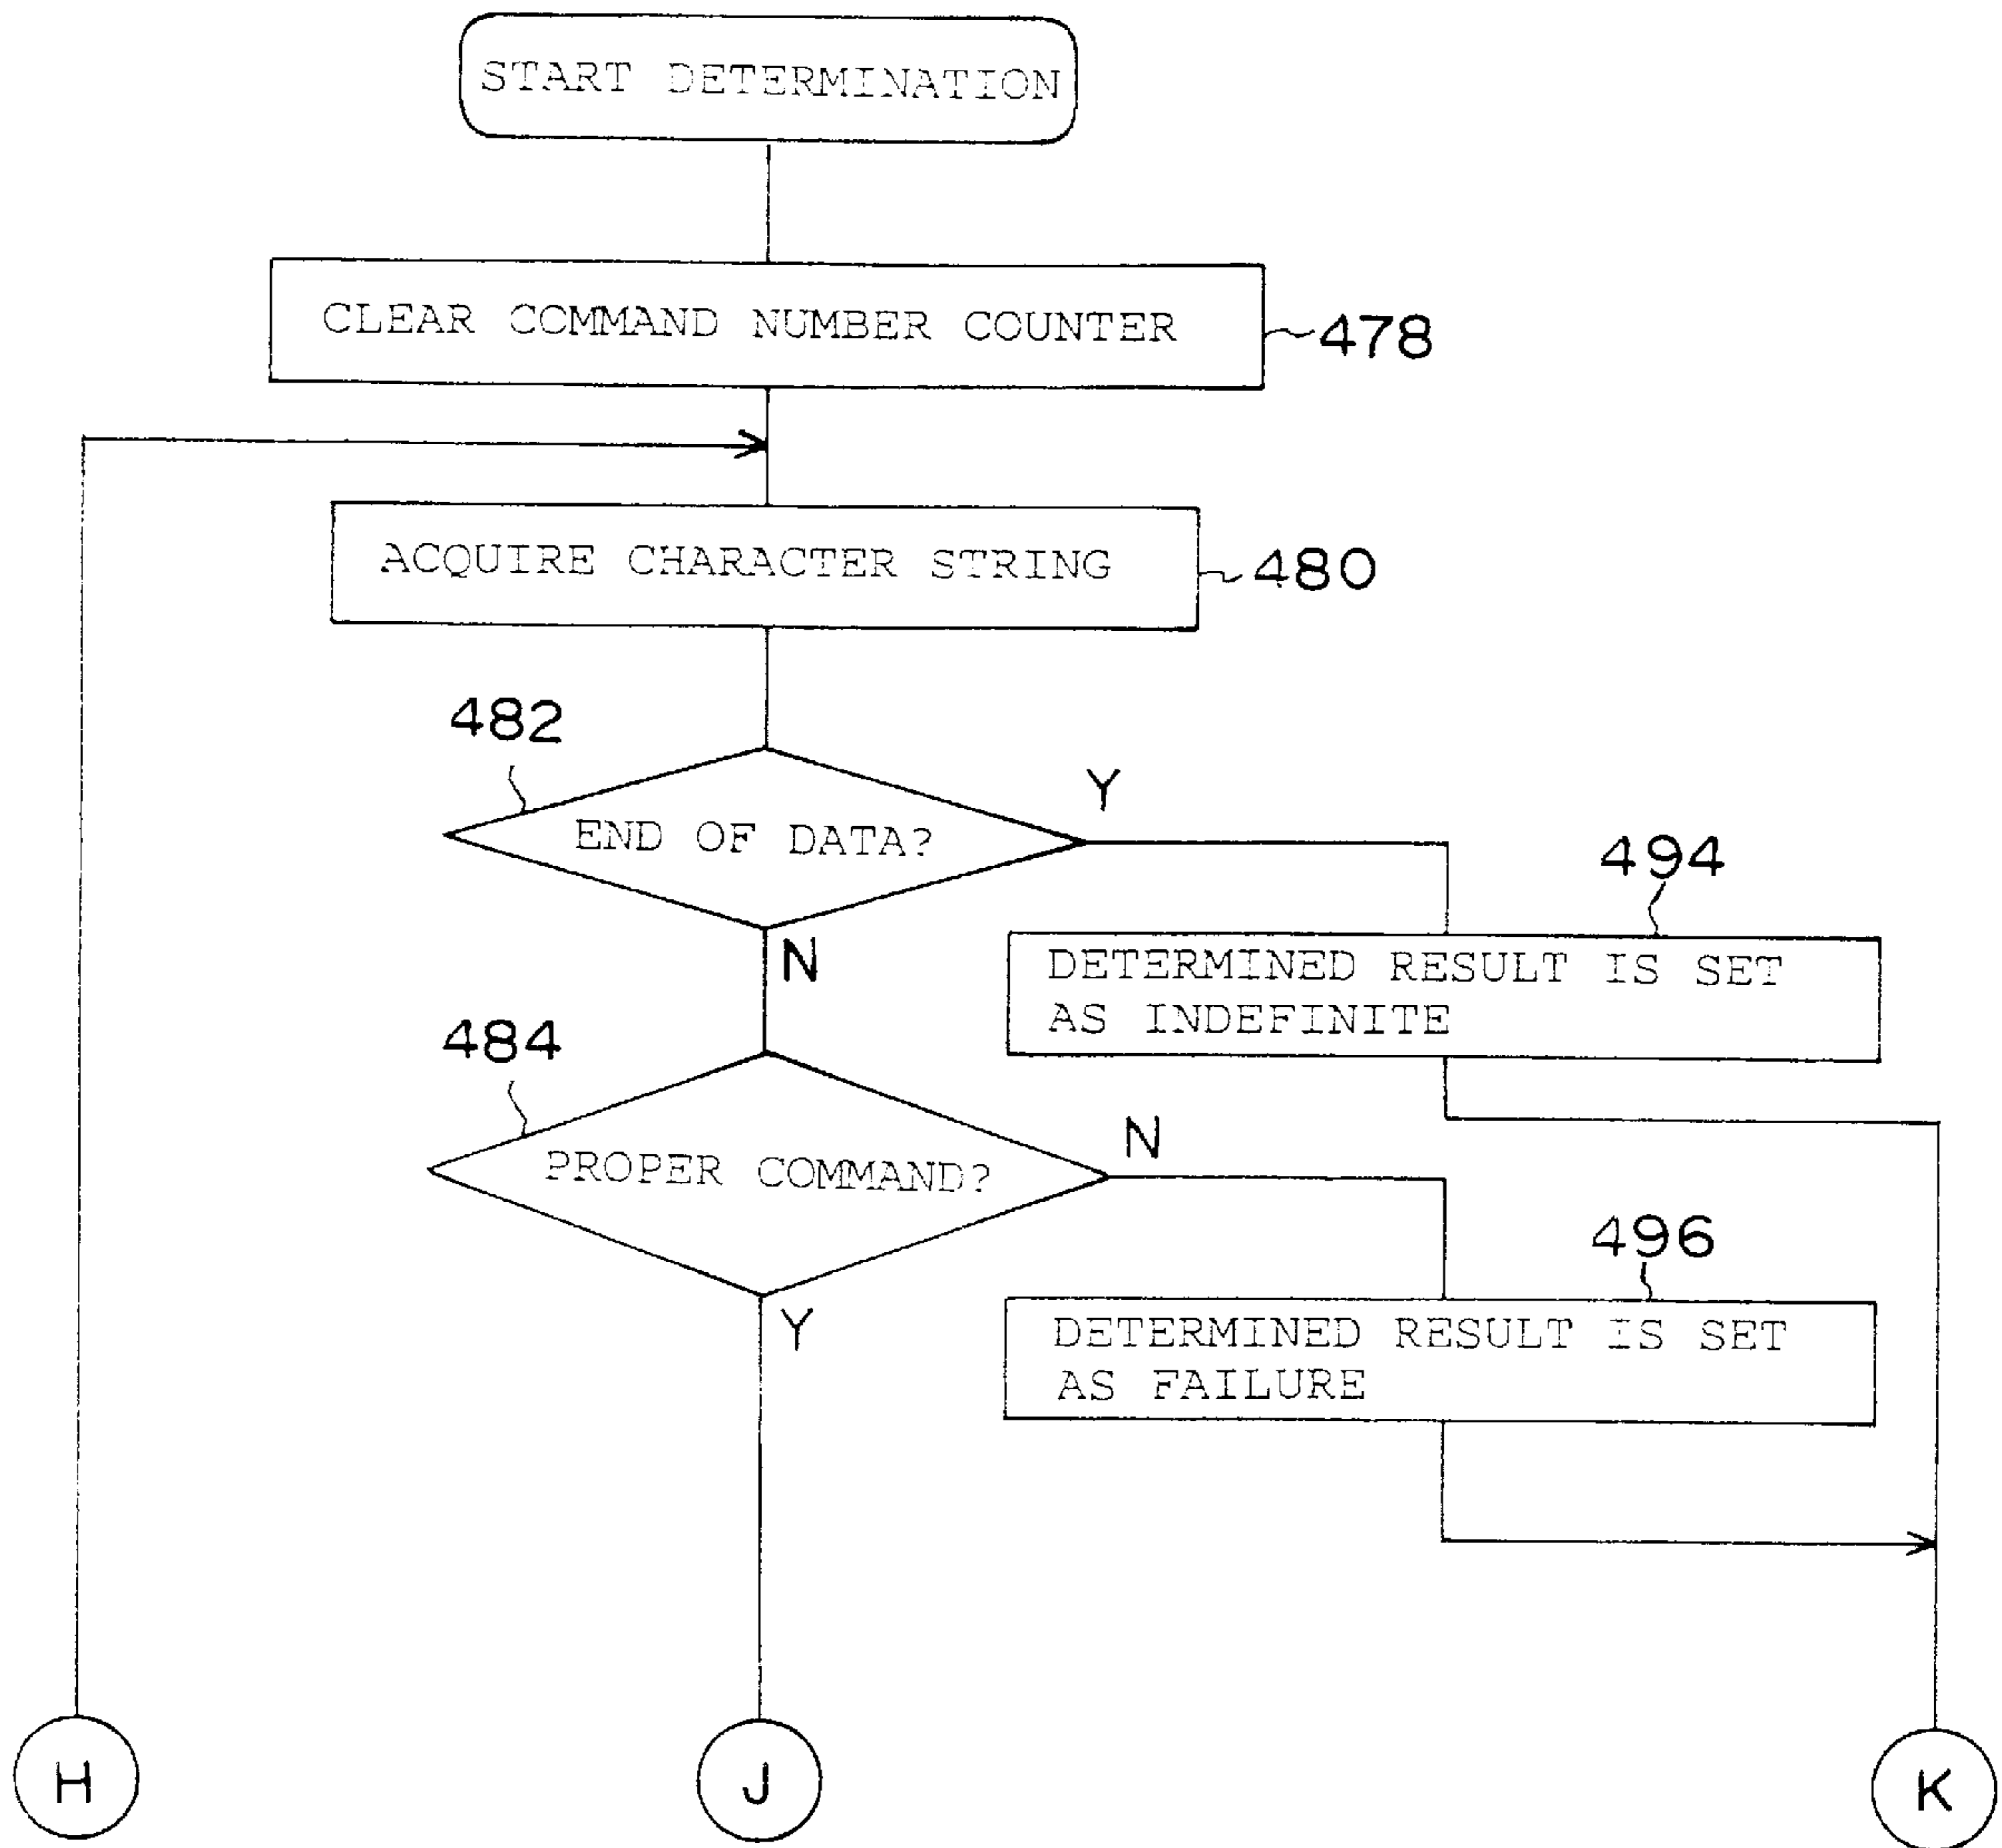 START DETERMINATION
CLEAR COMMAND NUMBER COUNTER
478
ACQUIRE CHARACTER STRING
480
482
END OF DATA?
Y
N
494
DETERMINED RESULT IS SET
AS INDEFINITE
484
PROPER COMMAND?
N
Y
496
DETERMINED RESULT IS SET
AS FAILURE
H
J
K